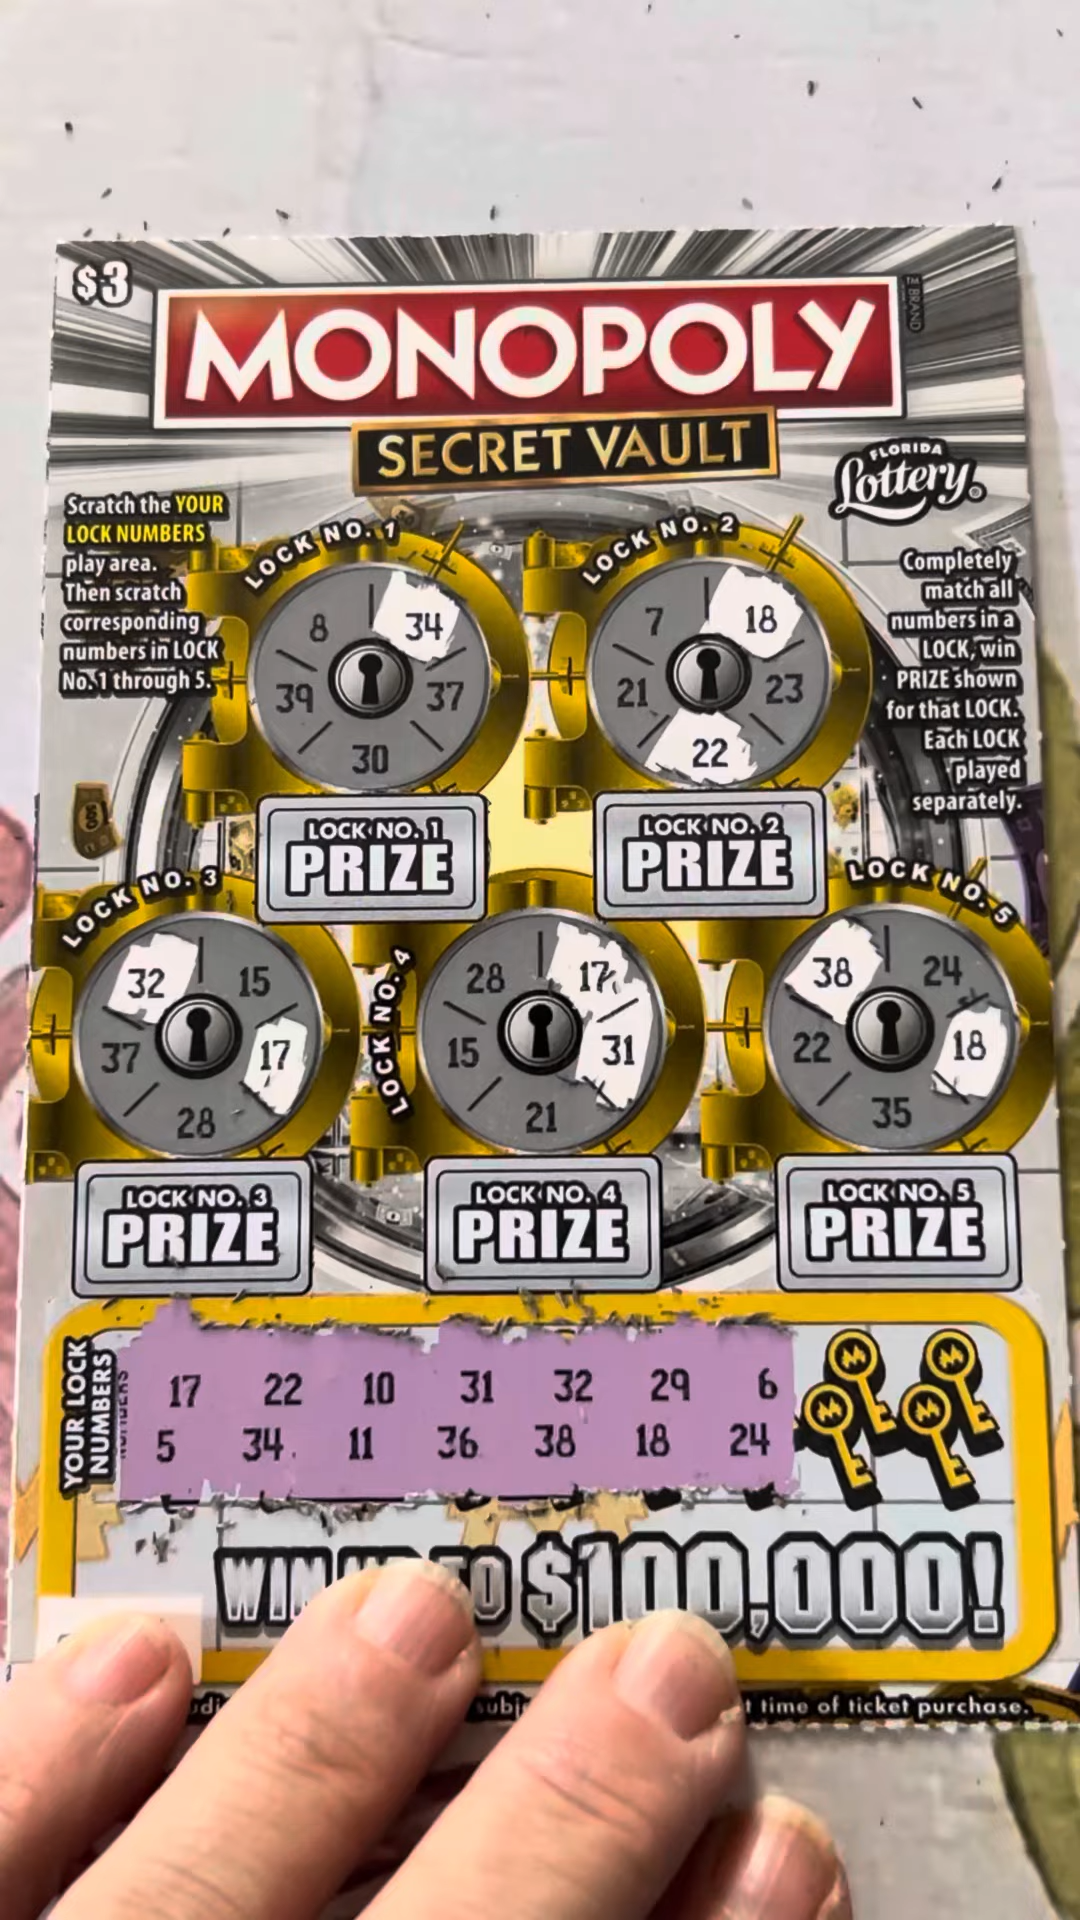 $3
MONOPOLY
TM BRAND
SECRET VAULT
FLORIDA
Lottery®
Scratch the YOUR
LOCK NUMBERS
play area.
Then scratch
corresponding
numbers in LOCK
No. 1 through 5.
Completely
match all
numbers in a
LOCK, win
PRIZE shown
for that LOCK.
Each LOCK
played
separately.
LOCK NO. 1
8 34
39 37
30
LOCK NO. 1
PRIZE
LOCK NO. 2
7 18
21 23
22
LOCK NO. 2
PRIZE
LOCK NO. 3
32 15
37 17
28
LOCK NO. 3
PRIZE
LOCK NO. 4
28 17
15 31
21
LOCK NO. 4
PRIZE
LOCK NO. 5
38 24
22 18
35
LOCK NO. 5
PRIZE
YOUR LOCK
NUMBERS
17 22 10 31 32 29 6
5 34 11 36 38 18 24
WIN UP TO $100,000!
time of ticket purchase.